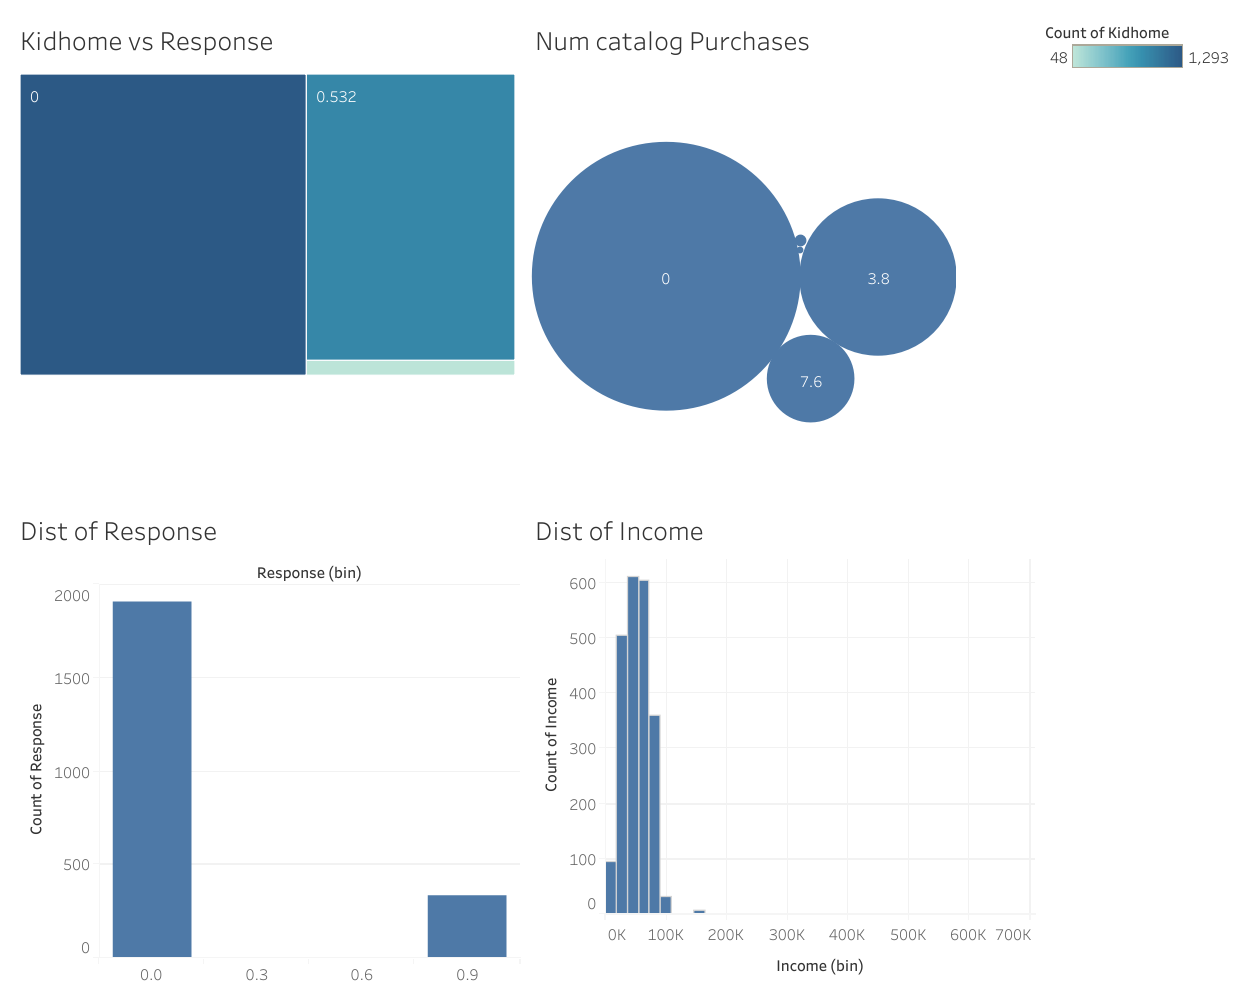 Kidhome vs Response
Num catalog Purchases
Count of Kidhome
48 1,293
0
0.532
0
3.8
7.6
Dist of Response
Dist of Income
Response (bin)
Count of Response
2000
1500
1000
500
0
0.0 0.3 0.6 0.9
Count of Income
600
500
400
300
200
100
0
0K 100K 200K 300K 400K 500K 600K 700K
Income (bin)